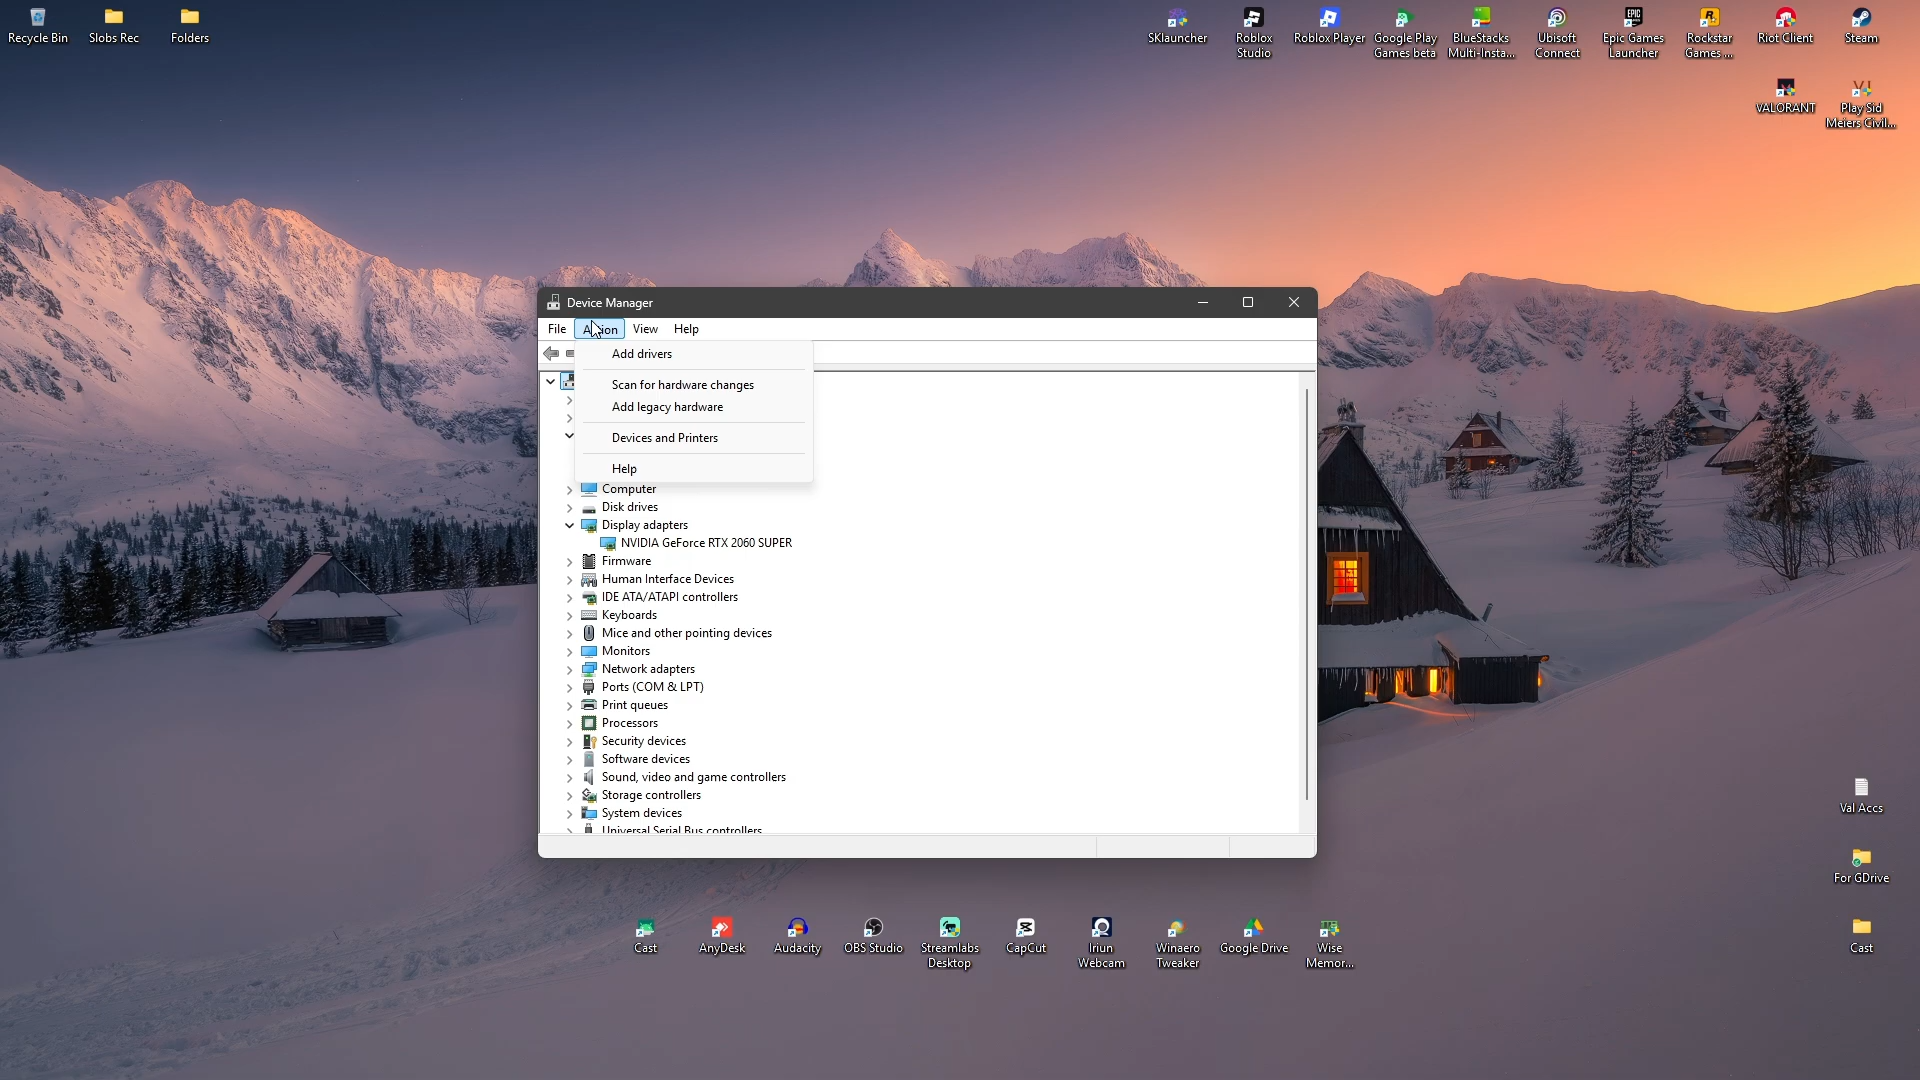 Recycle Bin
Slobs Rec
Folders
SKlauncher
Roblox
Studio
Roblox Player
Google Play
Games beta
BlueStacks
Multi-Insta...
Ubisoft
Connect
Epic Games
Launcher
Rockstar
Games ...
Riot Client
Steam
VALORANT
Play Sid
Meiers Civil...
Device Manager
File
View
Help
Add drivers
Scan for hardware changes
Add legacy hardware
Devices and Printers
Help
Computer
Disk drives
Display adapters
NVIDIA GeForce RTX 2060 SUPER
Firmware
Human Interface Devices
IDE ATA/ATAPI controllers
Keyboards
Mice and other pointing devices
Monitors
Network adapters
Ports (COM & LPT)
Print queues
Processors
Security devices
Software devices
Sound, video and game controllers
Storage controllers
System devices
Universal Serial Bus controllers
Val Accs
For GDrive
Cast
Cast
AnyDesk
Audacity
OBS Studio
Streamlabs
Desktop
CapCut
Iriun
Webcam
Winaero
Tweaker
Google Drive
Wise
Memor...